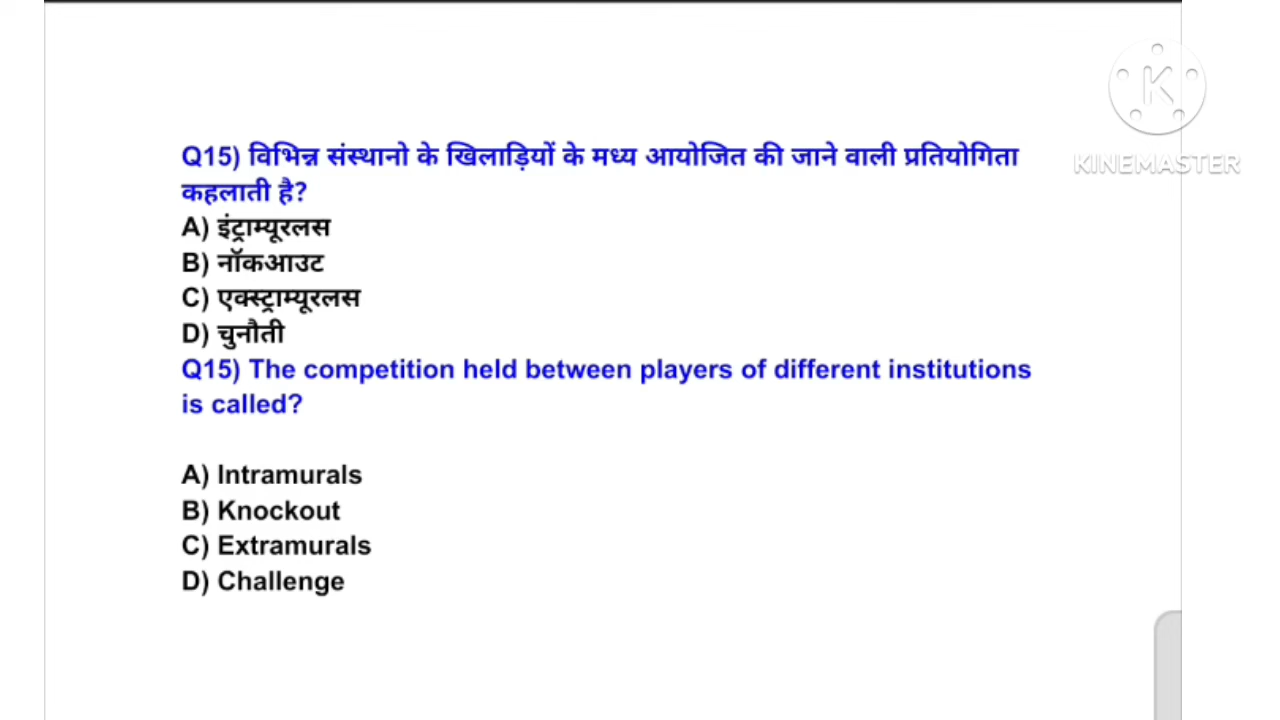 Q15) विभिन्न संस्थानो के खिलाड़ियों के मध्य आयोजित की जाने वाली प्रतियोगिता
कहलाती है?
A) इंट्राम्यूरलस
B) नॉकआउट
C) एक्स्ट्राम्यूरलस
D) चुनौती
Q15) The competition held between players of different institutions
is called?
A) Intramurals
B) Knockout
C) Extramurals
D) Challenge
K
KINEMASTER